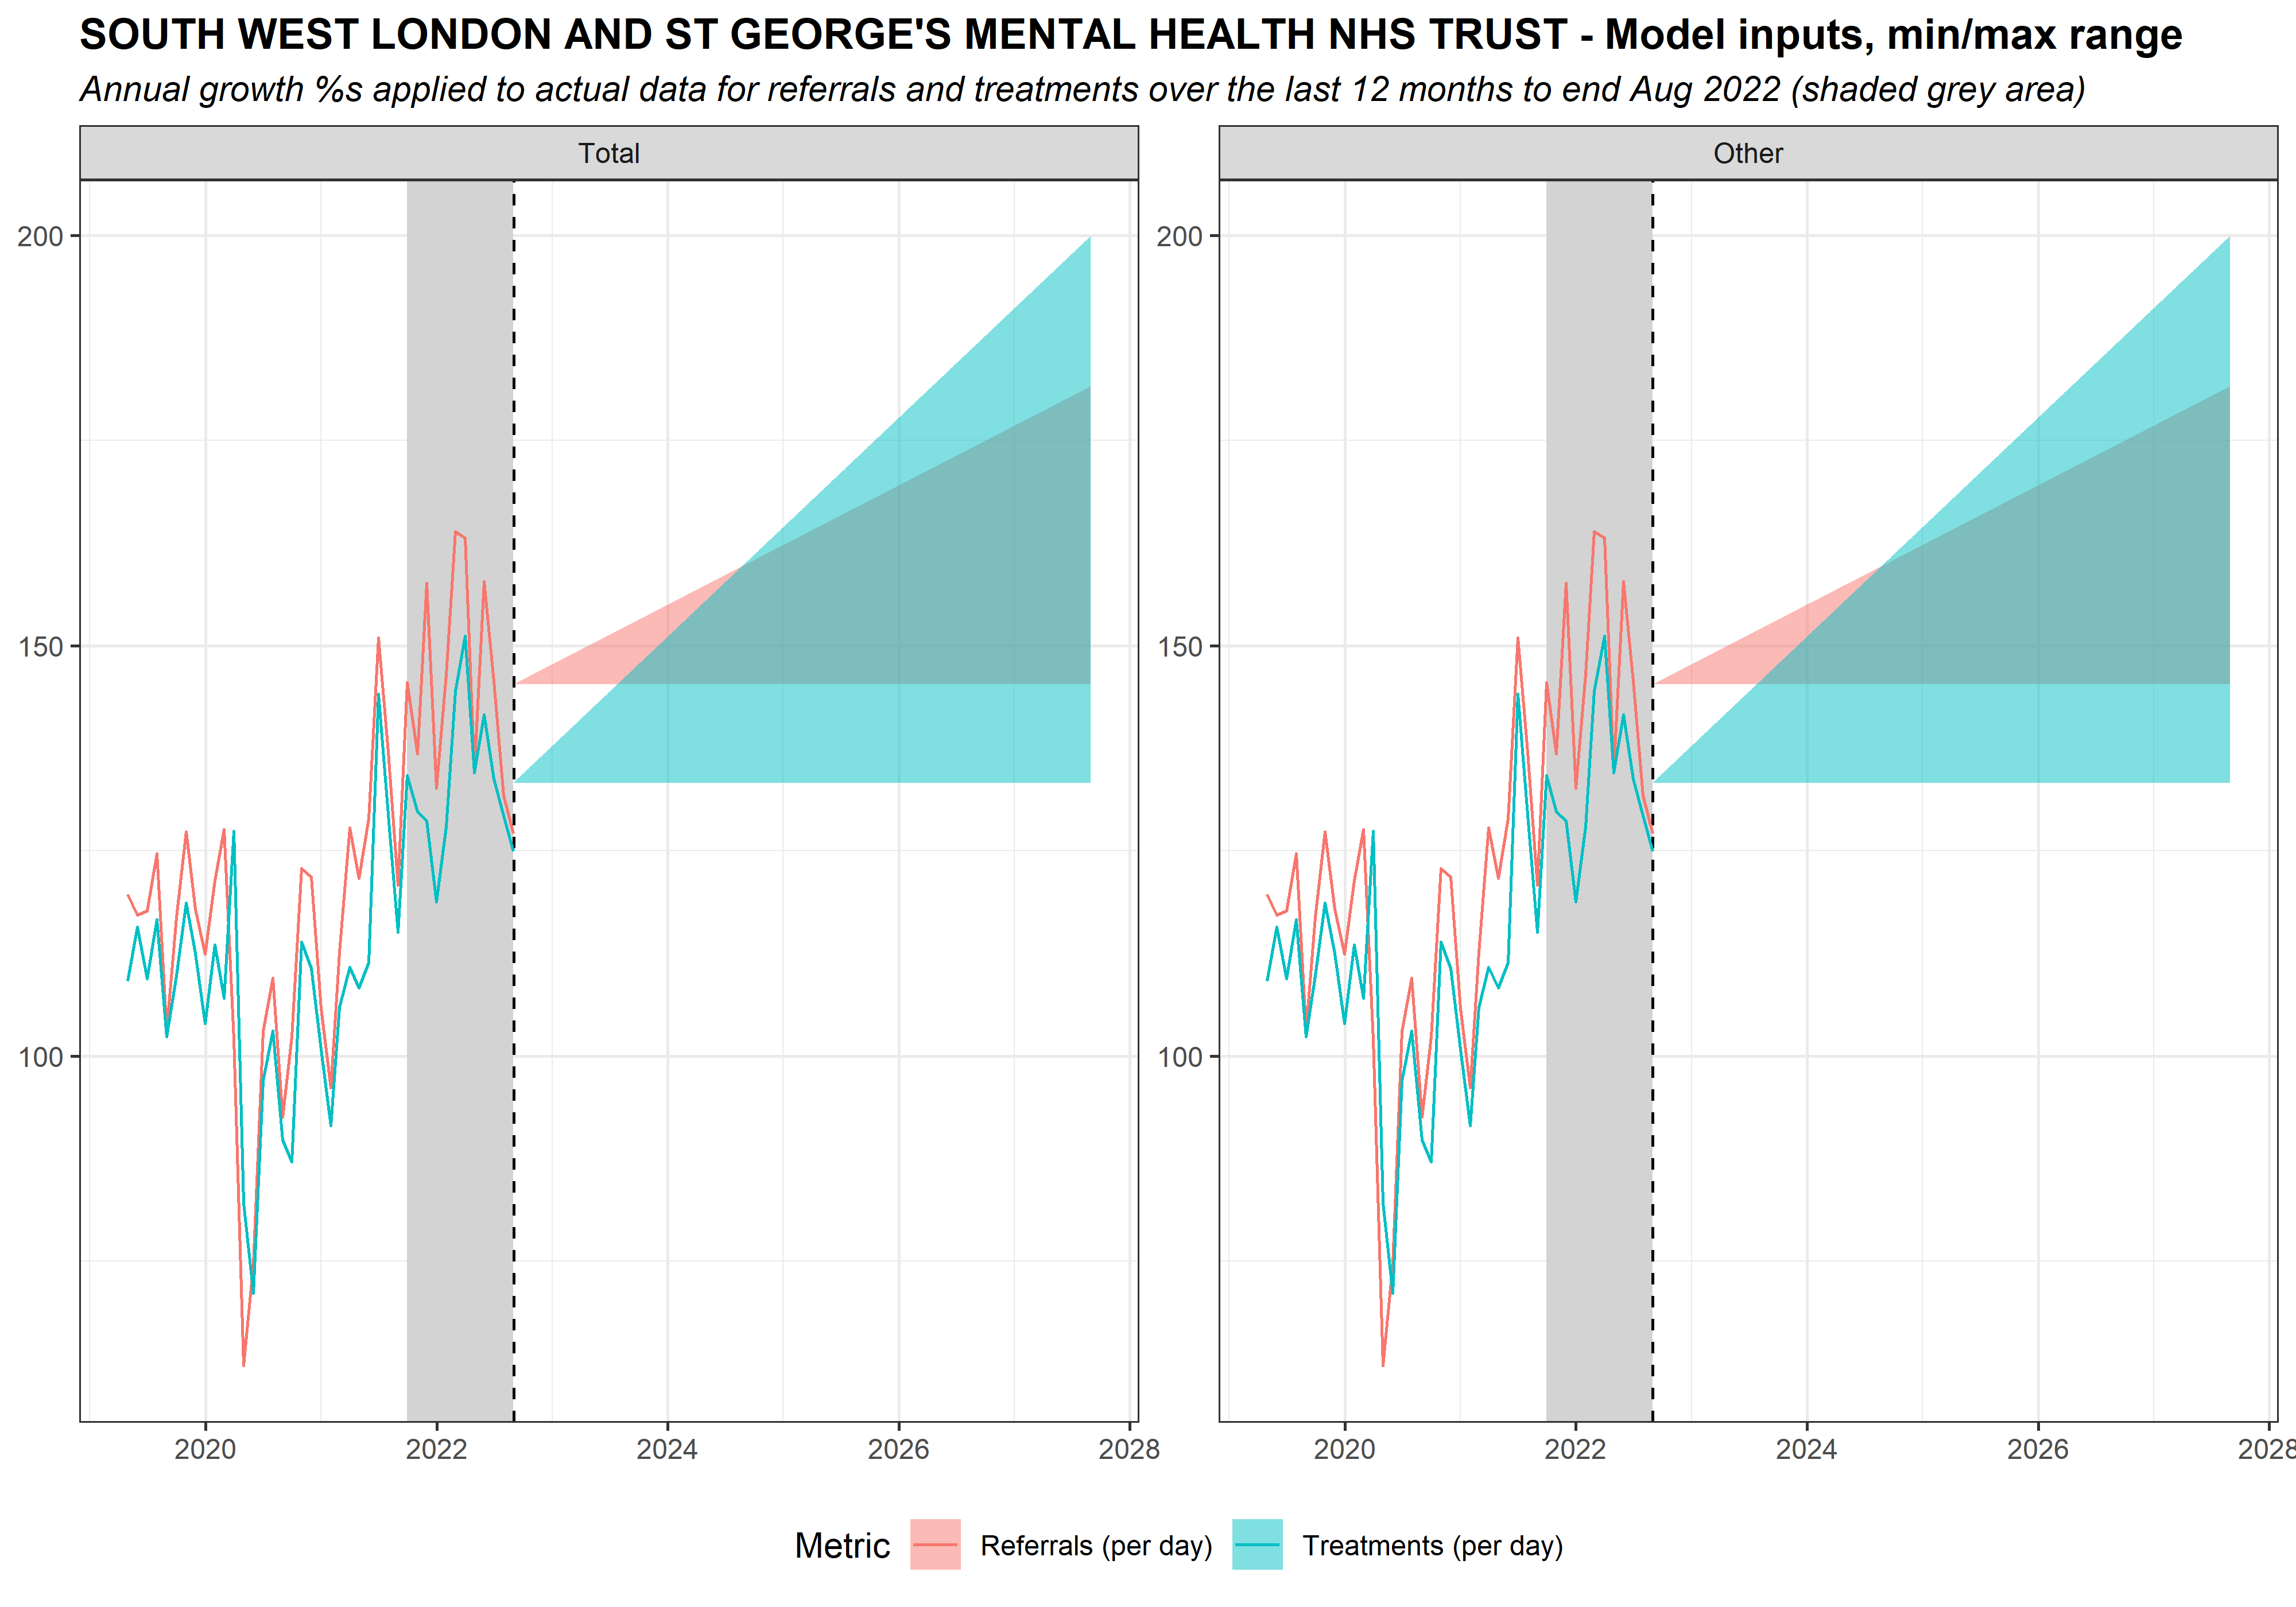 SOUTH WEST LONDON AND ST GEORGE'S MENTAL HEALTH NHS TRUST - Model inputs, min/max range
Annual growth %s applied to actual data for referrals and treatments over the last 12 months to end Aug 2022 (shaded grey area)
Total
Other
200
150
100
200
150
100
2020 2022 2024 2026 2028
2020 2022 2024 2026 2028
Metric Referrals (per day) Treatments (per day)